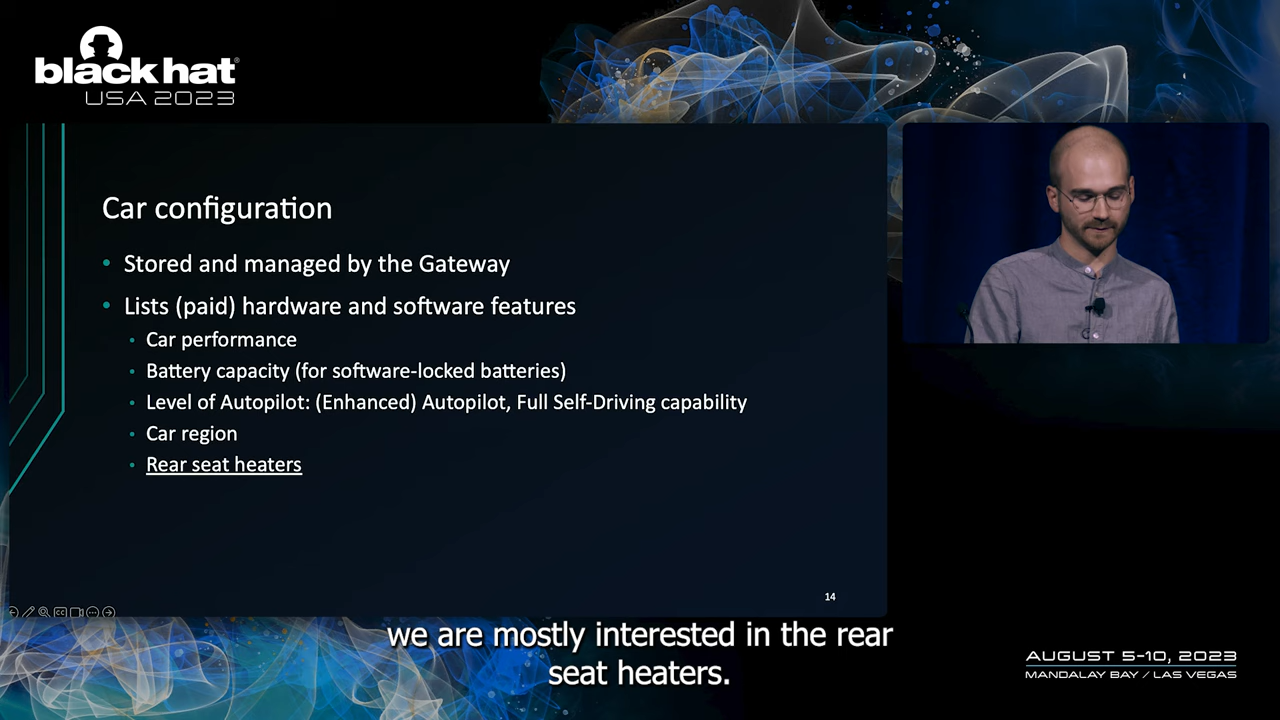 black hat®
USA 2023
Car configuration
• Stored and managed by the Gateway
• Lists (paid) hardware and software features
• Car performance
• Battery capacity (for software-locked batteries)
• Level of Autopilot: (Enhanced) Autopilot, Full Self-Driving capability
• Car region
• Rear seat heaters
14
CC
we are mostly interested in the rear
seat heaters.
AUGUST 5-10, 2023
MANDALAY BAY / LAS VEGAS